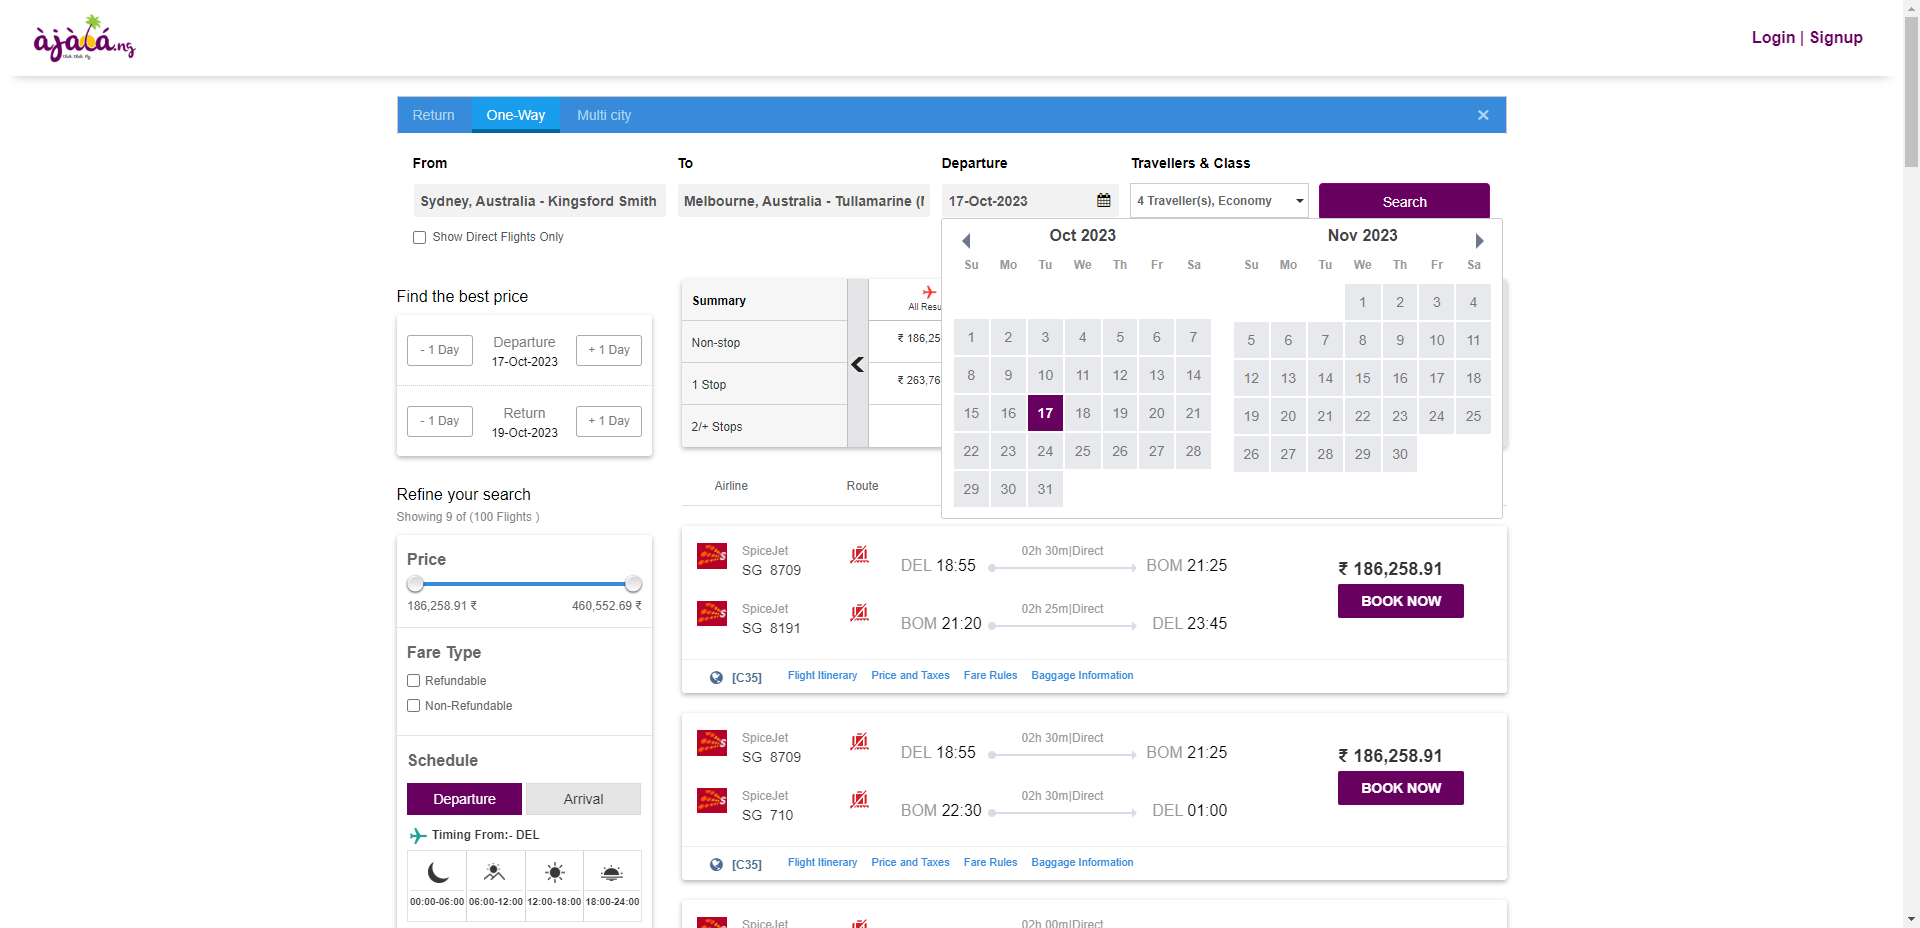 àjàlá.ng
Login | Signup
Return One-Way Multi city ×
From To Departure Travellers & Class
Sydney, Australia - Kingsford Smith Melbourne, Australia - Tullamarine ( 17-Oct-2023 4 Traveller(s), Economy Search
Show Direct Flights Only
Oct 2023
Su Mo Tu We Th Fr Sa
1 2 3 4 5 6 7
8 9 10 11 12 13 14
15 16 17 18 19 20 21
22 23 24 25 26 27 28
29 30 31
Nov 2023
Su Mo Tu We Th Fr Sa
1 2 3 4
5 6 7 8 9 10 11
12 13 14 15 16 17 18
19 20 21 22 23 24 25
26 27 28 29 30
Find the best price
- 1 Day Departure + 1 Day
17-Oct-2023
- 1 Day Return + 1 Day
19-Oct-2023
Summary All Resu
Non-stop ₹ 186,25
1 Stop ₹ 263,76
2/+ Stops
Airline Route
Refine your search
Showing 9 of (100 Flights )
Price
186,258.91 ₹ 460,552.69 ₹
Fare Type
Refundable
Non-Refundable
Schedule
Departure Arrival
Timing From:- DEL
00:00-06:00 06:00-12:00 12:00-18:00 18:00-24:00
SpiceJet
SG 8709 DEL 18:55 02h 30m|Direct BOM 21:25
SpiceJet
SG 8191 BOM 21:20 02h 25m|Direct DEL 23:45
₹ 186,258.91
BOOK NOW
[C35] Flight Itinerary Price and Taxes Fare Rules Baggage Information
SpiceJet
SG 8709 DEL 18:55 02h 30m|Direct BOM 21:25
SpiceJet
SG 710 BOM 22:30 02h 30m|Direct DEL 01:00
₹ 186,258.91
BOOK NOW
[C35] Flight Itinerary Price and Taxes Fare Rules Baggage Information
SpiceJet 02h 00m|Direct